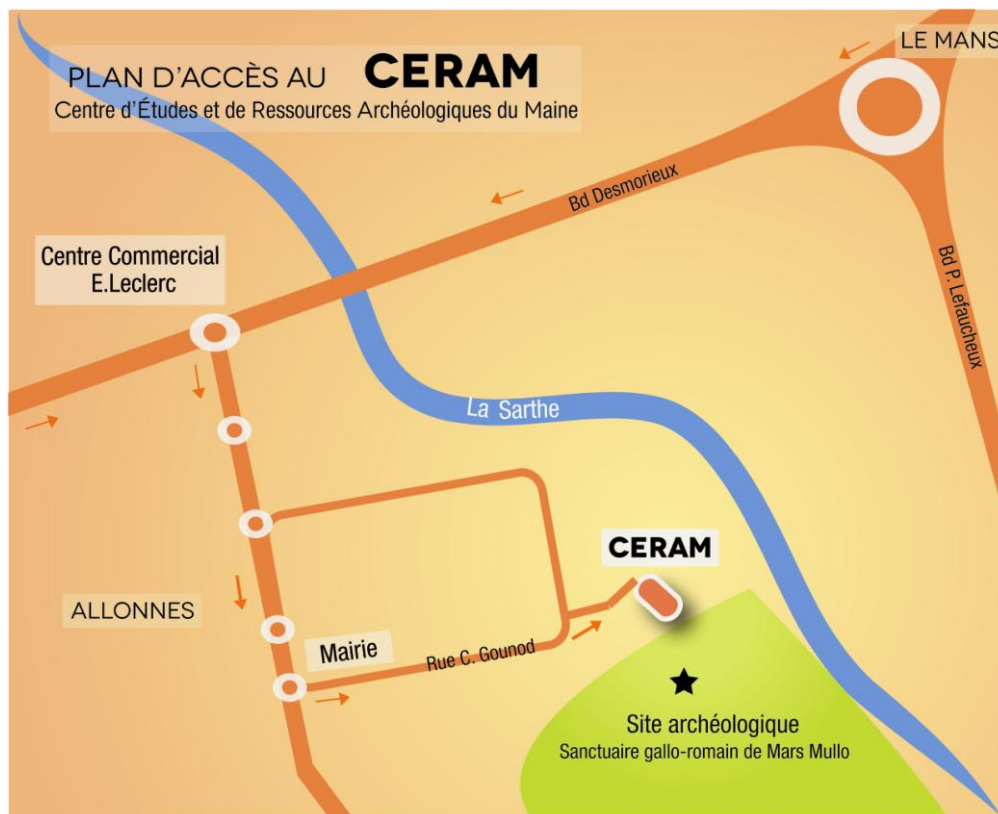 PLAN D'ACCÈS AU CERAM
Centre d'Études et de Ressources Archéologiques du Maine
LE MANS
Bd Desmorieux
Centre Commercial
E.Leclerc
Bd P. Lefaucheux
La Sarthe
CERAM
ALLONNES
Mairie
Rue C. Gounod
Site archéologique
Sanctuaire gallo-romain de Mars Mullo